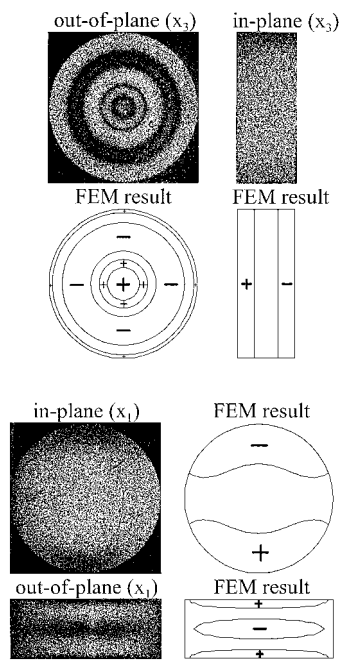 out-of-plane (x3) in-plane (x3)
FEM result FEM result
−
+
− + + + − + −
+
−
in-plane (x1) FEM result
−
+
out-of-plane (x1) FEM result
+
−
+